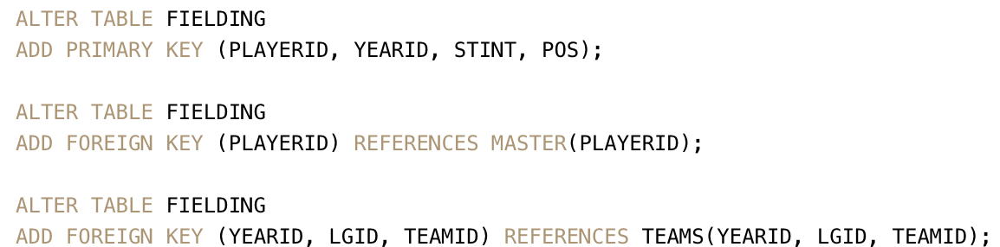 ALTER TABLE FIELDING
ADD PRIMARY KEY (PLAYERID, YEARID, STINT, POS);
ALTER TABLE FIELDING
ADD FOREIGN KEY (PLAYERID) REFERENCES MASTER(PLAYERID);
ALTER TABLE FIELDING
ADD FOREIGN KEY (YEARID, LGID, TEAMID) REFERENCES TEAMS(YEARID, LGID, TEAMID);